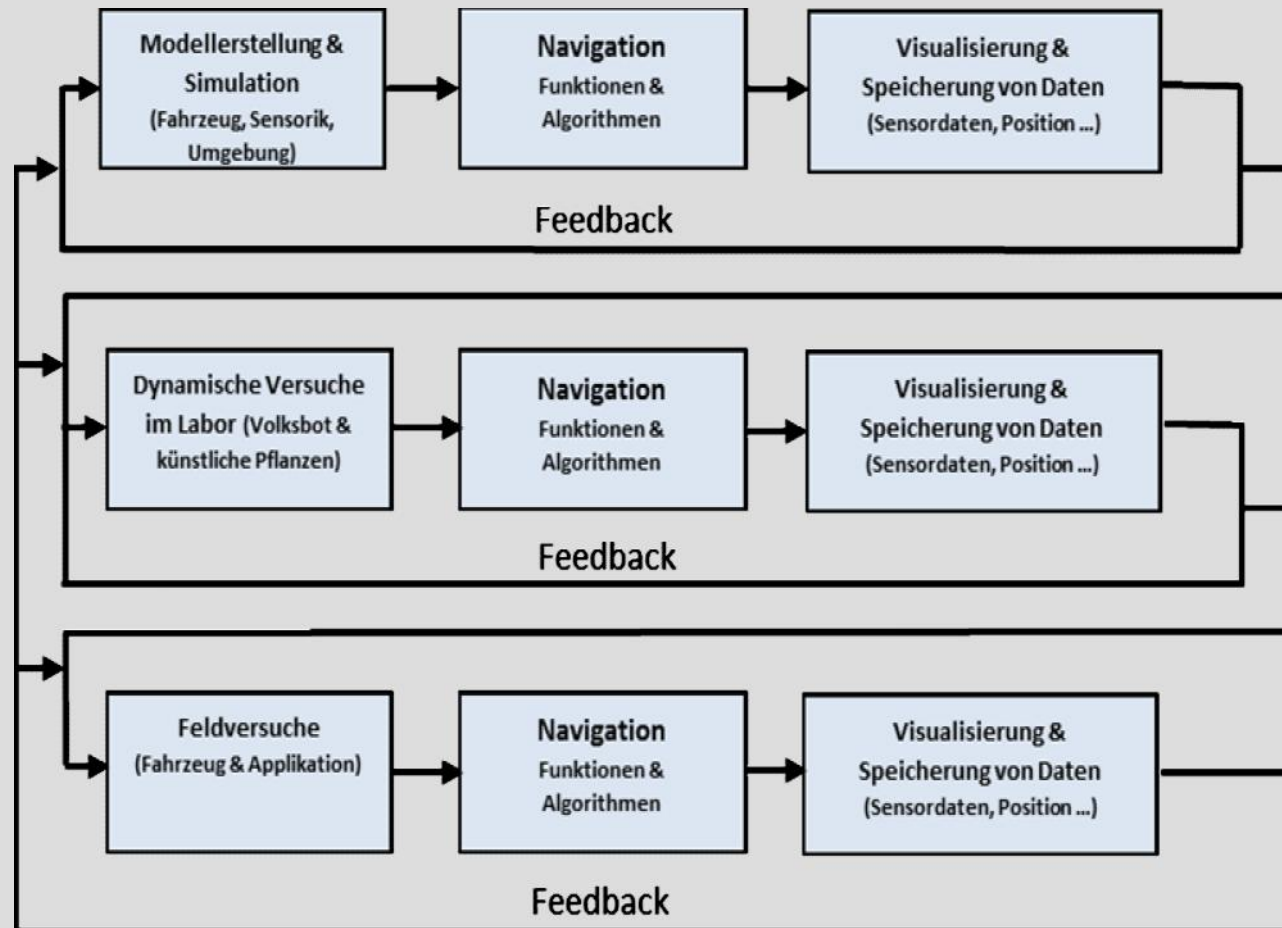 Modellerstellung &
Simulation
(Fahrzeug, Sensorik,
Umgebung)
Navigation
Funktionen &
Algorithmen
Visualisierung &
Speicherung von Daten
(Sensordaten, Position ...)
Feedback
Dynamische Versuche
im Labor (Volksbot &
künstliche Pflanzen)
Navigation
Funktionen &
Algorithmen
Visualisierung &
Speicherung von Daten
(Sensordaten, Position ...)
Feedback
Feldversuche
(Fahrzeug & Applikation)
Navigation
Funktionen &
Algorithmen
Visualisierung &
Speicherung von Daten
(Sensordaten, Position ...)
Feedback